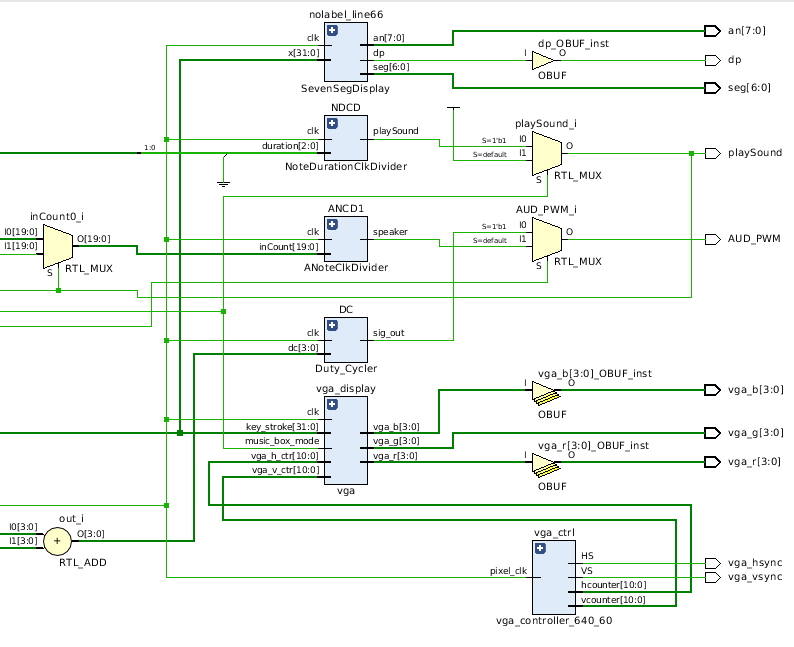 nolabel_line66
clk
x[31:0]
an[7:0]
dp
seg[6:0]
SevenSegDisplay
dp_OBUF_inst
I
O
OBUF
an[7:0]
dp
seg[6:0]
NDCD
clk
1:0
duration[2:0]
playSound
NoteDurationClkDivider
playSound_i
S=1'b1
I0
S=default
I1
O
S
RTL_MUX
playSound
inCount0_i
I0[19:0]
I1[19:0]
O[19:0]
S
RTL_MUX
ANCD1
clk
inCount[19:0]
speaker
ANoteClkDivider
AUD_PWM_i
S=1'b1
I0
S=default
I1
O
S
RTL_MUX
AUD_PWM
DC
clk
dc[3:0]
sig_out
Duty_Cycler
vga_display
clk
key_stroke[31:0]
music_box_mode
vga_h_ctr[10:0]
vga_v_ctr[10:0]
vga_b[3:0]
vga_g[3:0]
vga_r[3:0]
vga
vga_b[3:0]_OBUF_inst
I
O
OBUF
vga_r[3:0]_OBUF_inst
I
O
OBUF
vga_b[3:0]
vga_g[3:0]
vga_r[3:0]
out_i
I0[3:0]
I1[3:0]
+
O[3:0]
RTL_ADD
vga_ctrl
pixel_clk
HS
VS
hcounter[10:0]
vcounter[10:0]
vga_controller_640_60
vga_hsync
vga_vsync